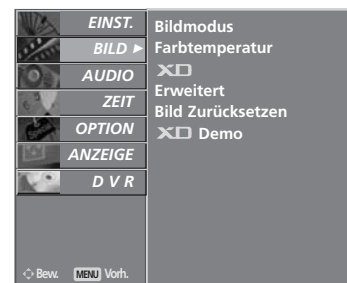 EINST.
BILD ►
AUDIO
ZEIT
OPTION
ANZEIGE
D V R
Bew. MENU Vorh.
Bildmodus
Farbtemperatur
XD
Erweitert
Bild Zurücksetzen
XD Demo